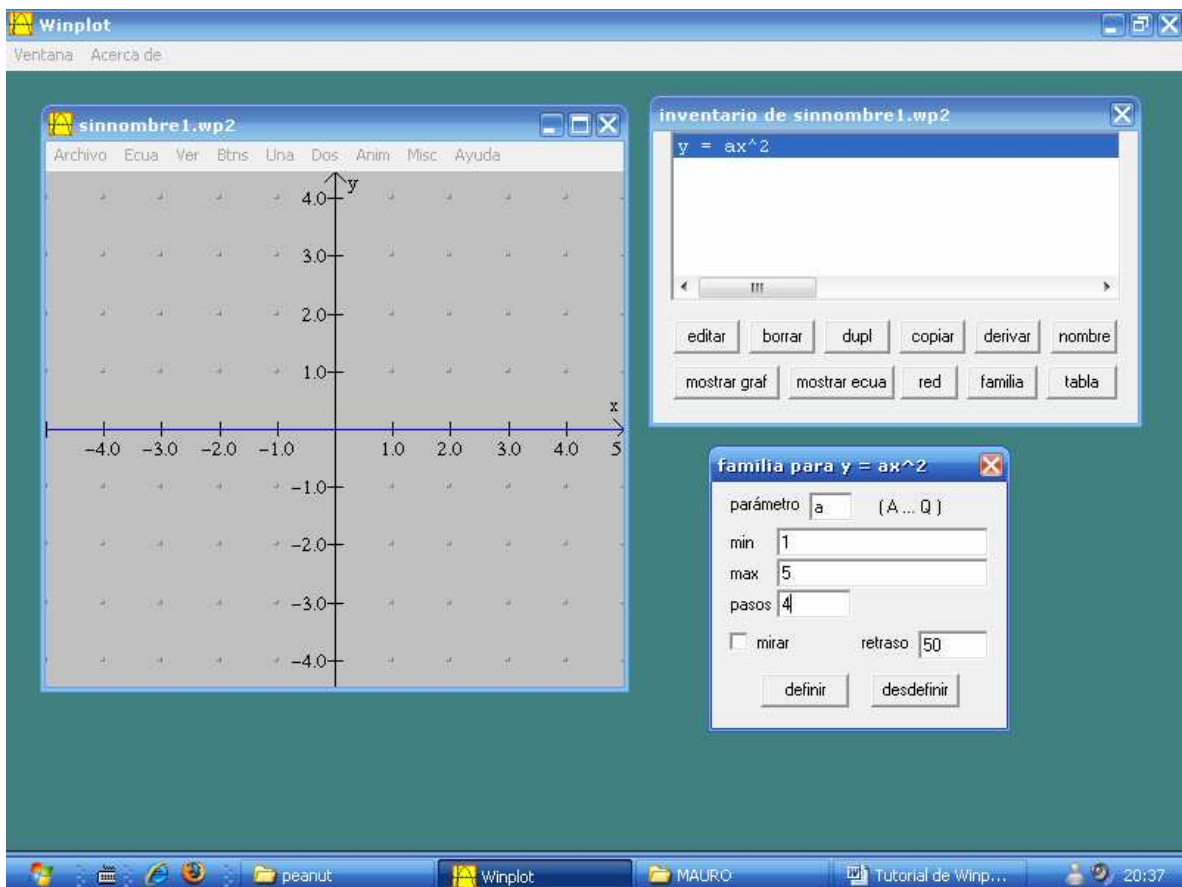 Winplot
Ventana Acerca de
sinnombre1.wp2
Archivo Ecua Ver Btns Una Dos Anim Misc Ayuda
y
4.0
3.0
2.0
1.0
x
-4.0 -3.0 -2.0 -1.0 1.0 2.0 3.0 4.0 5
-1.0
-2.0
-3.0
-4.0
inventario de sinnombre1.wp2
y = ax^2
editar borrar dupl copiar derivar nombre
mostrar graf mostrar ecua red familia tabla
familia para y = ax^2
parámetro a (A ... Q)
min 1
max 5
pasos 4
mirar retraso 50
definir desdefinir
peanut Winplot MAURO Tutorial de Winp... 20:37